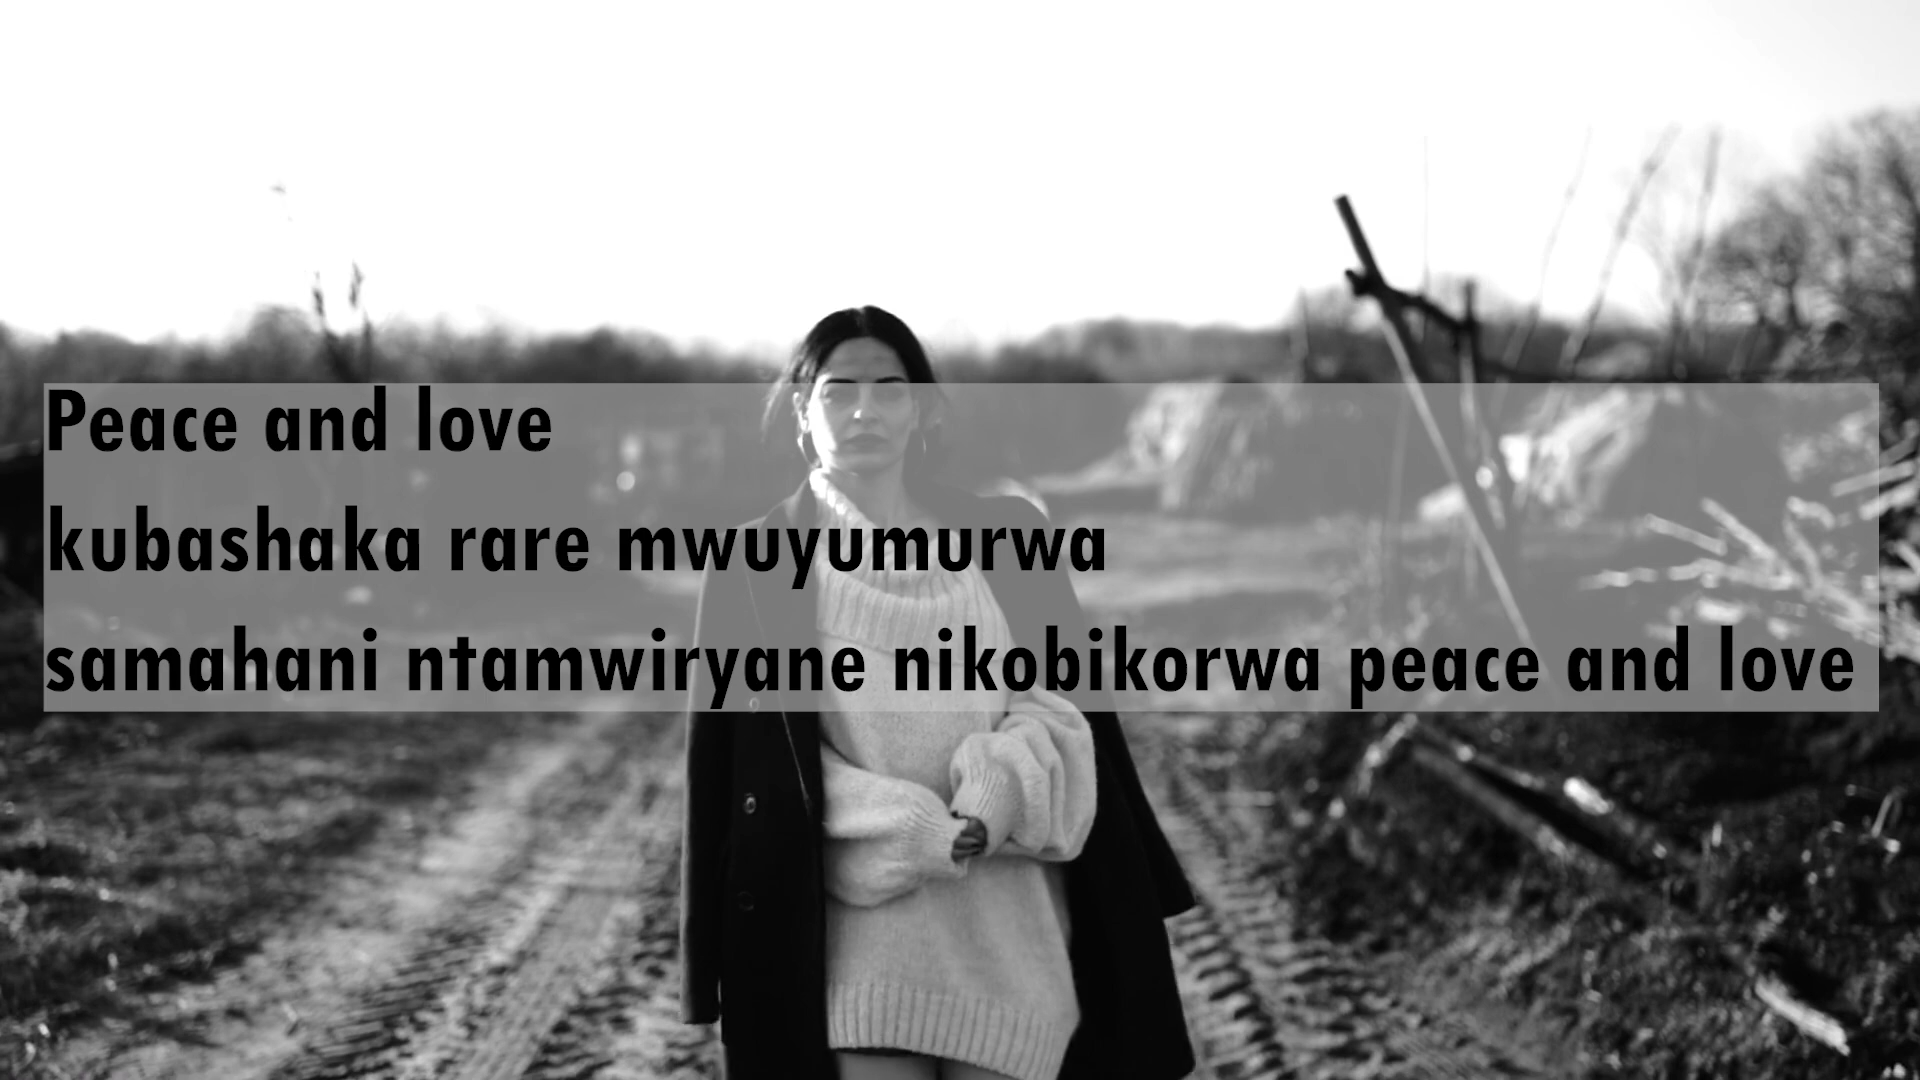 Peace and love
kubashaka rare mwuyumurwa
samahani ntamwiryane nikobikorwa peace and love